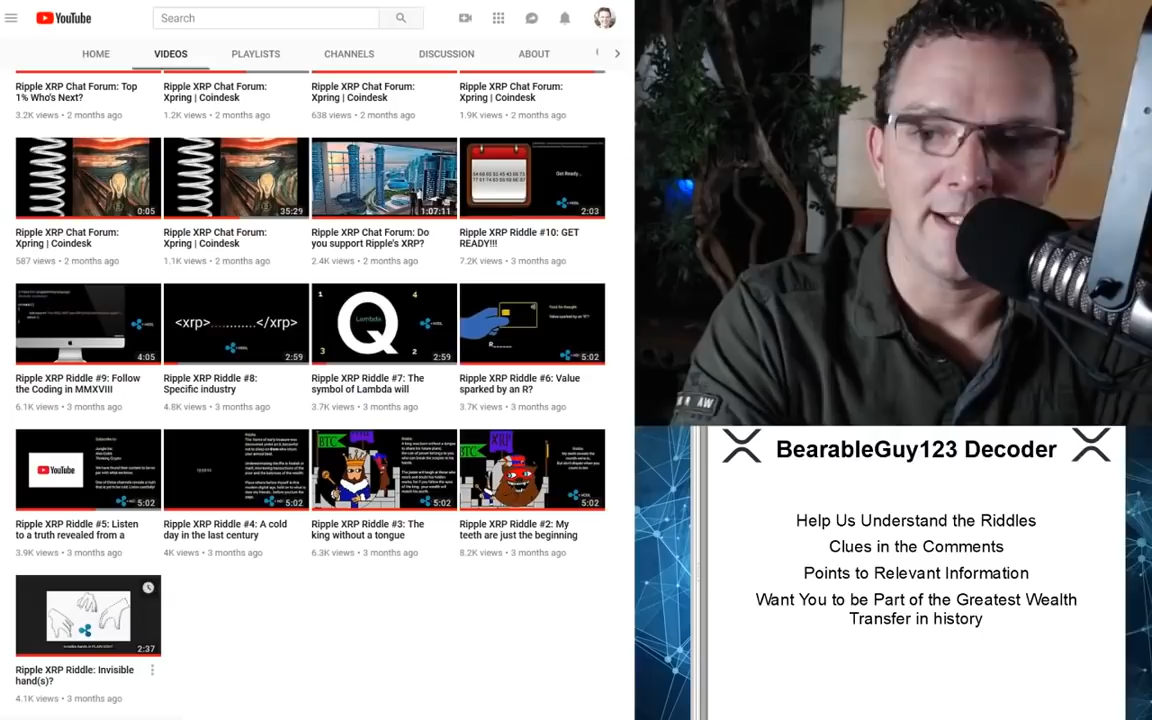 YouTube
Search
HOME VIDEOS PLAYLISTS CHANNELS DISCUSSION ABOUT
Ripple XRP Chat Forum: Top
1% Who's Next?
3.2K views • 2 months ago
Ripple XRP Chat Forum:
Xpring | Coindesk
1.2K views • 2 months ago
Ripple XRP Chat Forum:
Xpring | Coindesk
638 views • 2 months ago
Ripple XRP Chat Forum:
Xpring | Coindesk
1.9K views • 2 months ago
0:05
Ripple XRP Chat Forum:
Xpring | Coindesk
587 views • 2 months ago
35:29
Ripple XRP Chat Forum:
Xpring | Coindesk
1.1K views • 2 months ago
1:07:11
Ripple XRP Chat Forum: Do
you support Ripple's XRP?
2.4K views • 2 months ago
Get Ready...
2:03
Ripple XRP Riddle #10: GET
READY!!!
7.2K views • 3 months ago
4:05
Ripple XRP Riddle #9: Follow
the Coding in MMXVIII
6.1K views • 3 months ago
<xrp>..........</xrp>
2:59
Ripple XRP Riddle #8:
Specific industry
4.8K views • 3 months ago
1 4
Lambda
Q
3 2
2:59
Ripple XRP Riddle #7: The
symbol of Lambda will
3.7K views • 3 months ago
R_____
5:02
Ripple XRP Riddle #6: Value
sparked by an R?
3.7K views • 3 months ago
YouTube
5:02
Ripple XRP Riddle #5: Listen
to a truth revealed from a
3.9K views • 3 months ago
5:02
Ripple XRP Riddle #4: A cold
day in the last century
4K views • 3 months ago
BTC
5:02
Ripple XRP Riddle #3: The
king without a tongue
6.3K views • 3 months ago
BTC XRP
5:02
Ripple XRP Riddle #2: My
teeth are just the beginning
8.2K views • 3 months ago
2:37
Ripple XRP Riddle: Invisible
hand(s)?
4.1K views • 3 months ago
BearableGuy123 Decoder
Help Us Understand the Riddles
Clues in the Comments
Points to Relevant Information
Want You to be Part of the Greatest Wealth
Transfer in history